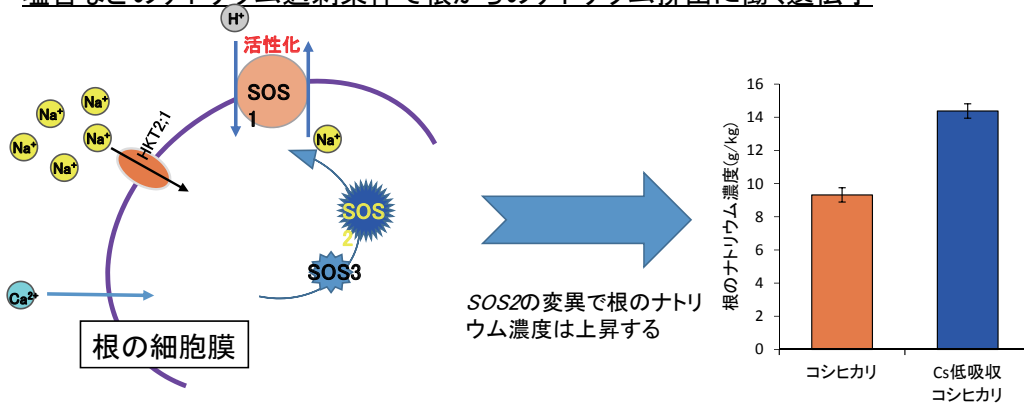 塩害などのナトリウム過剰条件で根からのナトリウム排出に働く遺伝子
H⁺
活性化
SOS
1
Na⁺
Na⁺
Na⁺
Na⁺
Na⁺
Na⁺
HKT2;1
SOS
2
SOS3
Ca²⁺
根の細胞膜
SOS2の変異で根のナトリ
ウム濃度は上昇する
根のナトリウム濃度(g/kg)
16
14
12
10
8
6
4
2
0
コシヒカリ
Cs低吸収
コシヒカリ